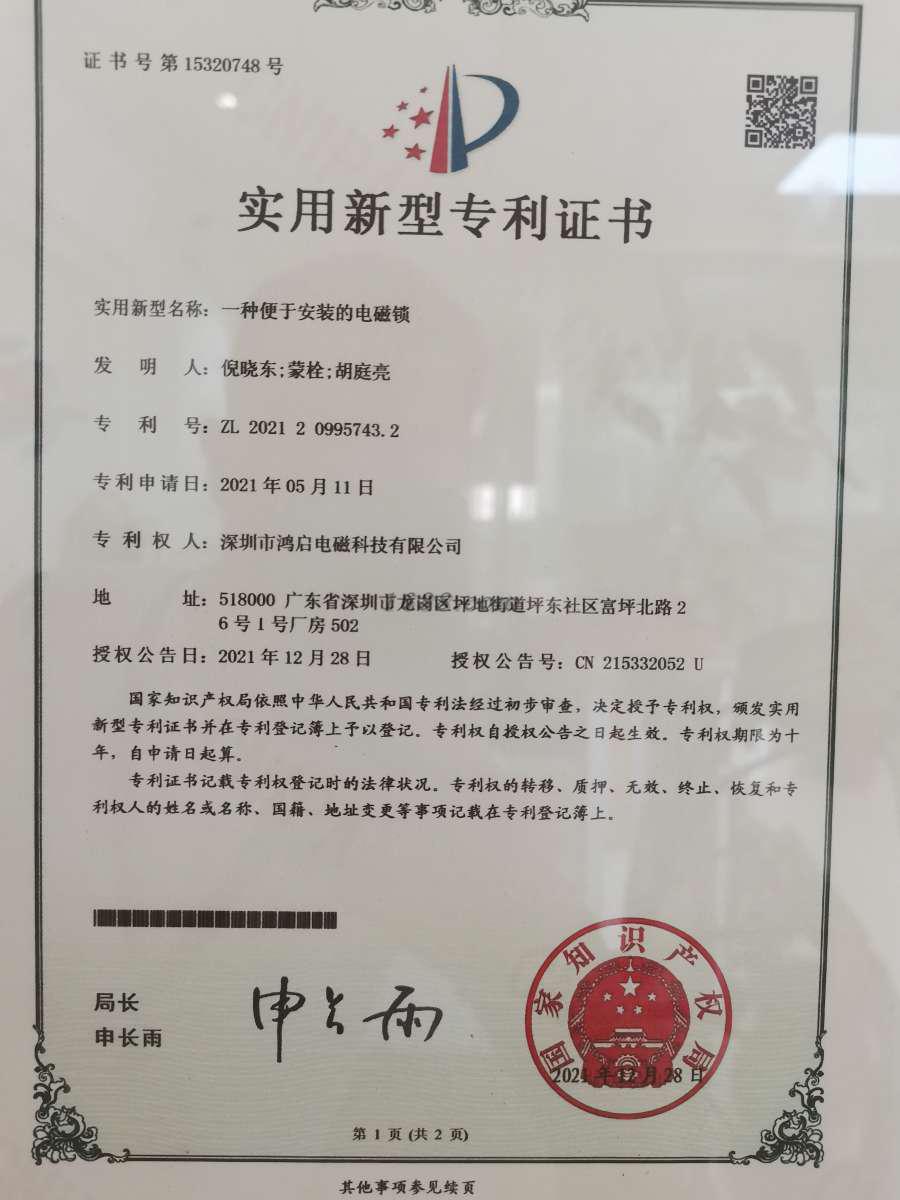 证书号第15320748号
实用新型专利证书
实用新型名称：一种便于安装的电磁锁
发明人：倪晓东;蒙栓;胡庭亮
专利号：ZL 2021 2 0995743.2
专利申请日：2021年05月11日
专利权人：深圳市鸿启电磁科技有限公司
地址：518000 广东省深圳市龙岗区坪地街道坪东社区富坪北路2
6号1号厂房502
授权公告日：2021年12月28日 授权公告号：CN 215332052 U
国家知识产权局依照中华人民共和国专利法经过初步审查，决定授予专利权，颁发实用
新型专利证书并在专利登记簿上予以登记。专利权自授权公告之日起生效。专利权期限为十
年，自申请日起算。
专利证书记载专利权登记时的法律状况。专利权的转移、质押、无效、终止、恢复和专
利权人的姓名或名称、国籍、地址变更等事项记载在专利登记簿上。
局长
申长雨
申长雨
国家知识产权局
2021年12月28日
第 1 页 (共 2 页)
其他事项参见续页